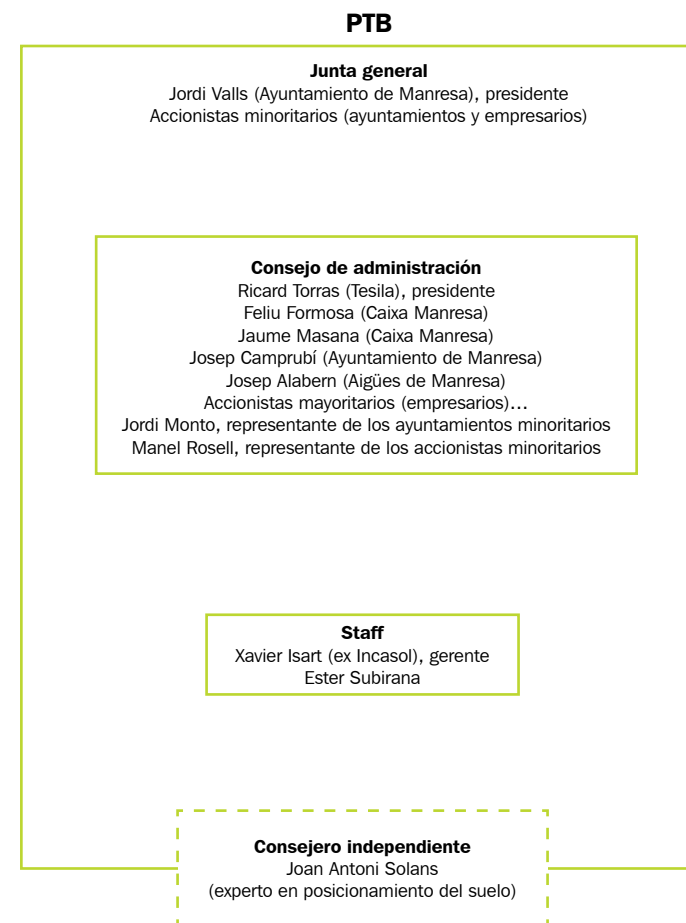 PTB
Junta general
Jordi Valls (Ayuntamiento de Manresa), presidente
Accionistas minoritarios (ayuntamientos y empresarios)
Consejo de administración
Ricard Torras (Tesila), presidente
Feliu Formosa (Caixa Manresa)
Jaume Masana (Caixa Manresa)
Josep Camprubí (Ayuntamiento de Manresa)
Josep Alabern (Aigües de Manresa)
Accionistas mayoritarios (empresarios)…
Jordi Monto, representante de los ayuntamientos minoritarios
Manel Rosell, representante de los accionistas minoritarios
Staff
Xavier Isart (ex Incasol), gerente
Ester Subirana
Consejero independiente
Joan Antoni Solans
(experto en posicionamiento del suelo)